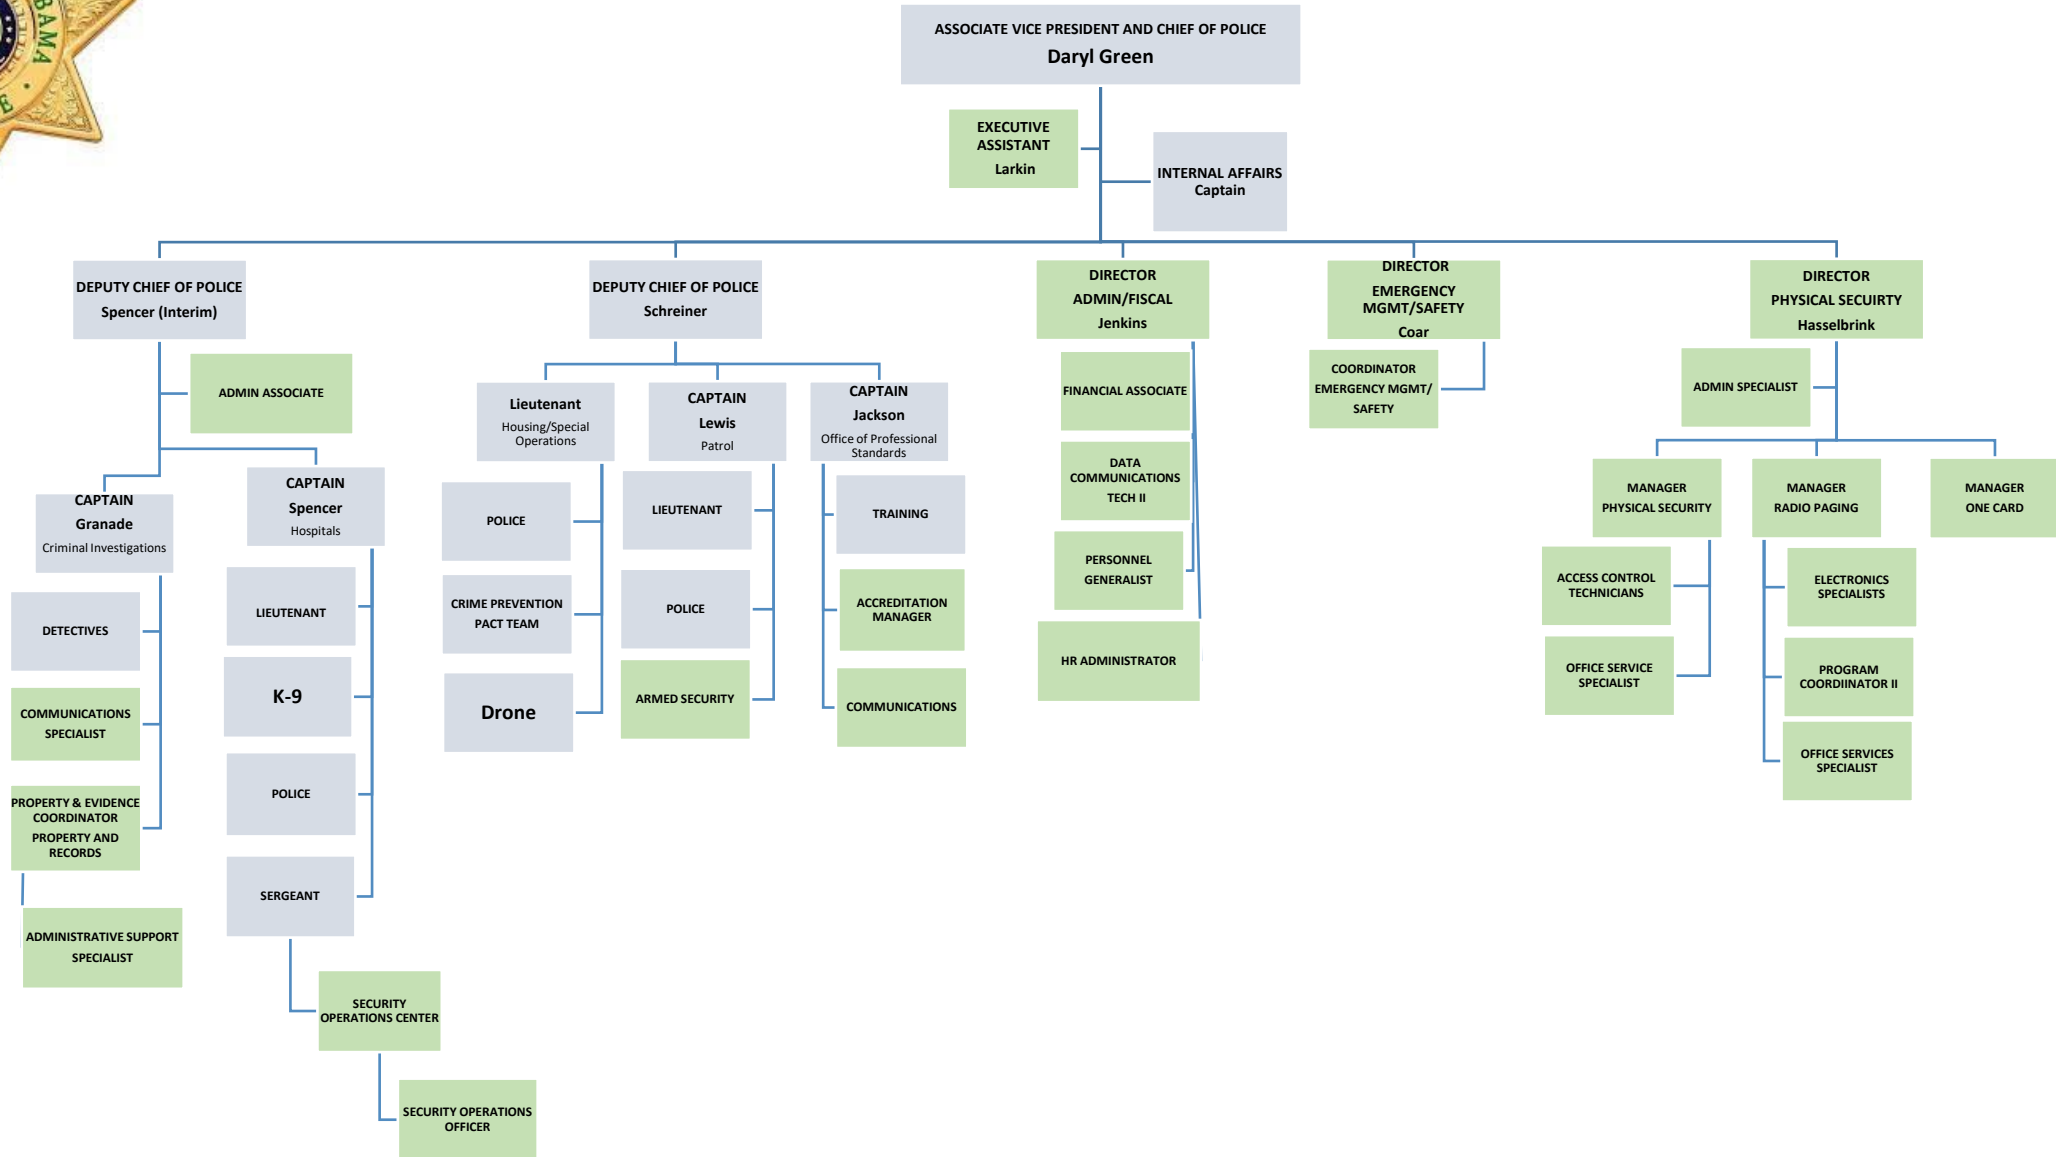 BAMA
E
ASSOCIATE VICE PRESIDENT AND CHIEF OF POLICE
Daryl Green
EXECUTIVE
ASSISTANT
Larkin
INTERNAL AFFAIRS
Captain
DEPUTY CHIEF OF POLICE
Spencer (Interim)
DEPUTY CHIEF OF POLICE
Schreiner
DIRECTOR
ADMIN/FISCAL
Jenkins
DIRECTOR
EMERGENCY
MGMT/SAFETY
Coar
DIRECTOR
PHYSICAL SECUIRTY
Hasselbrink
ADMIN ASSOCIATE
CAPTAIN
Granade
Criminal Investigations
CAPTAIN
Spencer
Hospitals
DETECTIVES
COMMUNICATIONS
SPECIALIST
PROPERTY & EVIDENCE
COORDINATOR
PROPERTY AND
RECORDS
ADMINISTRATIVE SUPPORT
SPECIALIST
LIEUTENANT
K-9
POLICE
SERGEANT
SECURITY
OPERATIONS CENTER
SECURITY OPERATIONS
OFFICER
Lieutenant
Housing/Special
Operations
CAPTAIN
Lewis
Patrol
CAPTAIN
Jackson
Office of Professional
Standards
POLICE
CRIME PREVENTION
PACT TEAM
Drone
LIEUTENANT
POLICE
ARMED SECURITY
TRAINING
ACCREDITATION
MANAGER
COMMUNICATIONS
FINANCIAL ASSOCIATE
DATA
COMMUNICATIONS
TECH II
PERSONNEL
GENERALIST
HR ADMINISTRATOR
COORDINATOR
EMERGENCY MGMT/
SAFETY
ADMIN SPECIALIST
MANAGER
PHYSICAL SECURITY
MANAGER
RADIO PAGING
MANAGER
ONE CARD
ACCESS CONTROL
TECHNICIANS
OFFICE SERVICE
SPECIALIST
ELECTRONICS
SPECIALISTS
PROGRAM
COORDIINATOR II
OFFICE SERVICES
SPECIALIST